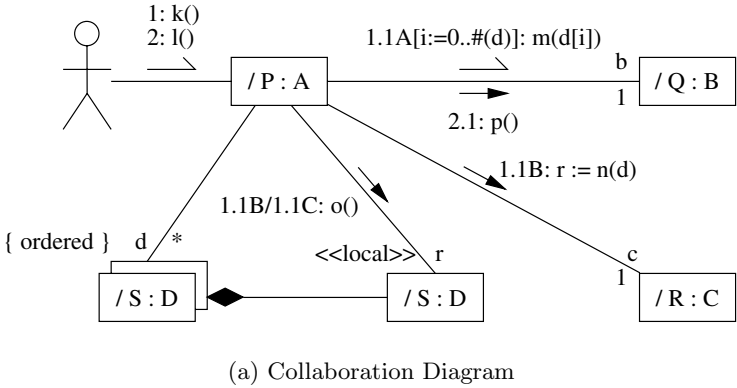 1: k()
2: l()
1.1A[i:=0..#(d)]: m(d[i])
b
/ P : A
/ Q : B
1
2.1: p()
1.1B: r := n(d)
1.1B/1.1C: o()
{ ordered }
d
*
<<local>>
r
c
1
/ S : D
/ S : D
/ R : C
(a) Collaboration Diagram